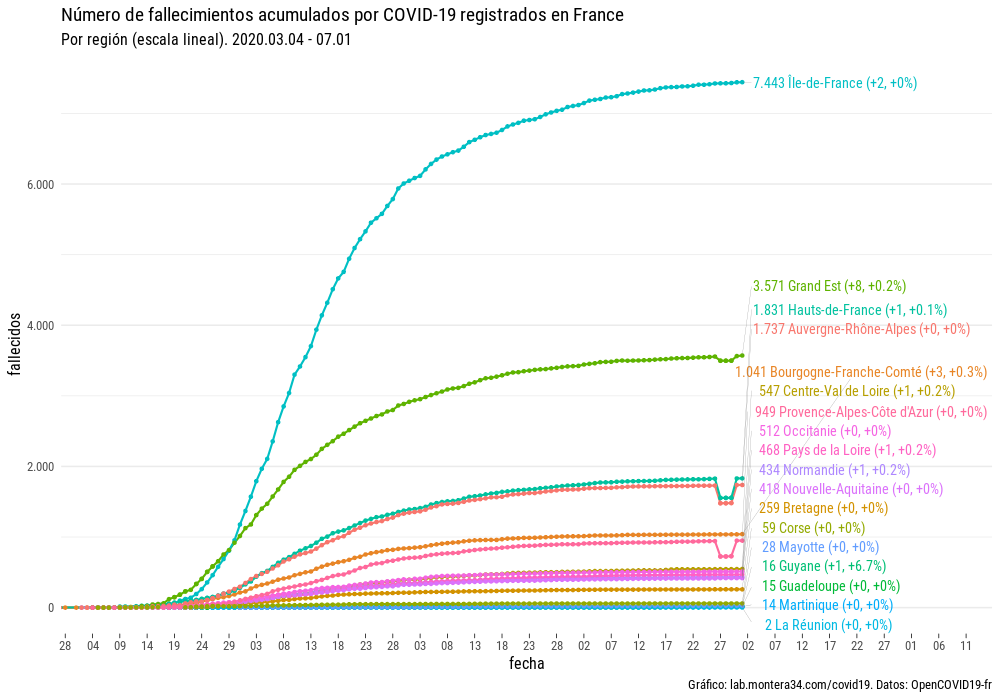 Número de fallecimientos acumulados por COVID-19 registrados en France
Por región (escala lineal). 2020.03.04 - 07.01
7.443 Île-de-France (+2, +0%)
6.000
3.571 Grand Est (+8, +0.2%)
1.831 Hauts-de-France (+1, +0.1%)
4.000
1.737 Auvergne-Rhône-Alpes (+0, +0%)
fallecidos
1.041 Bourgogne-Franche-Comté (+3, +0.3%)
547 Centre-Val de Loire (+1, +0.2%)
949 Provence-Alpes-Côte d'Azur (+0, +0%)
512 Occitanie (+0, +0%)
468 Pays de la Loire (+1, +0.2%)
2.000
434 Normandie (+1, +0.2%)
418 Nouvelle-Aquitaine (+0, +0%)
259 Bretagne (+0, +0%)
59 Corse (+0, +0%)
28 Mayotte (+0, +0%)
16 Guyane (+1, +6.7%)
15 Guadeloupe (+0, +0%)
14 Martinique (+0, +0%)
0
2 La Réunion (+0, +0%)
28 04 09 14 19 24 29 03 08 13 18 23 28 03 08 13 18 23 28 02 07 12 17 22 27 02 07 12 17 22 27 01 06 11
fecha
Gráfico: lab.montera34.com/covid19. Datos: OpenCOVID19-fr